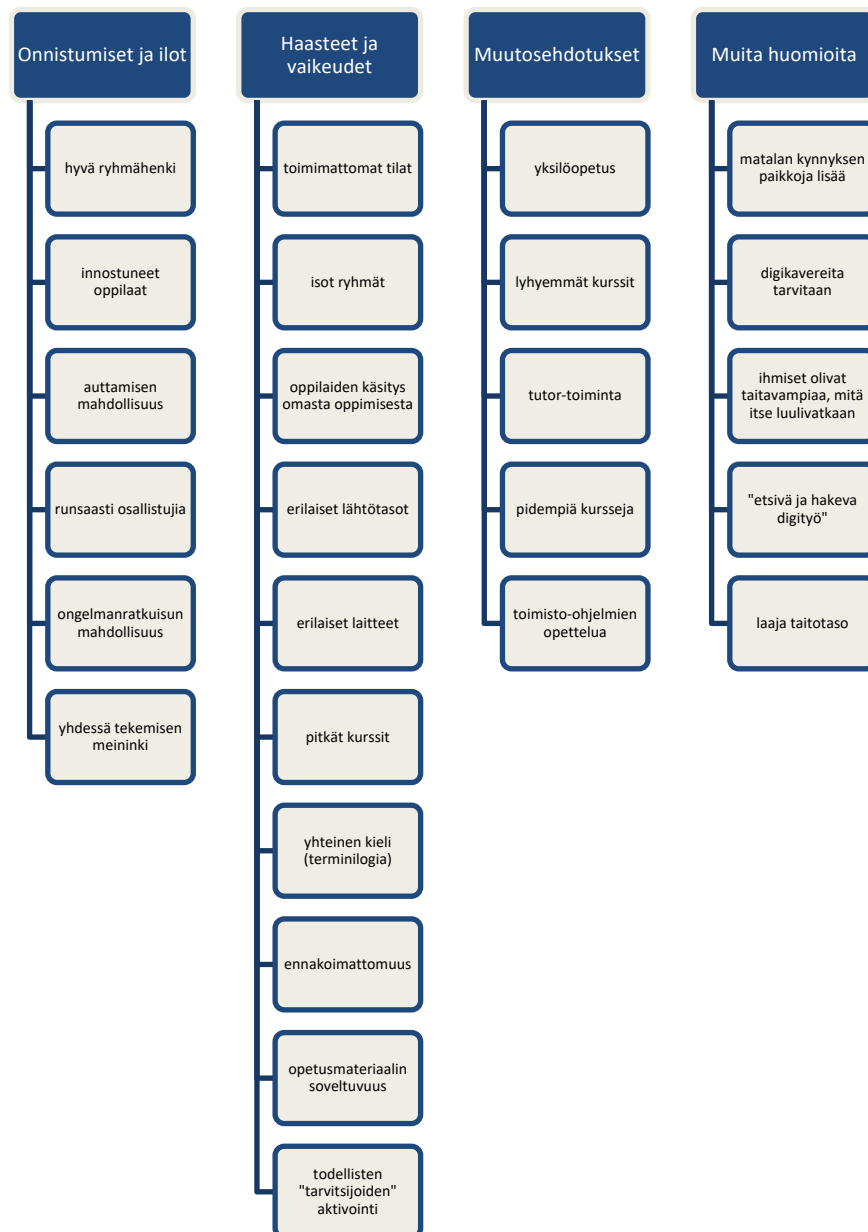 Onnistumiset ja ilot
hyvä ryhmähenki
innostuneet
oppilaat
auttamisen
mahdollisuus
runsaasti osallistujia
ongelmanratkuisun
mahdollisuus
yhdessä tekemisen
meininki
Haasteet ja
vaikeudet
toimimattomat tilat
isot ryhmät
oppilaiden käsitys
omasta oppimisesta
erilaiset lähtötasot
erilaiset laitteet
pitkät kurssit
yhteinen kieli
(terminilogia)
ennakoimattomuus
opetusmateriaalin
soveltuvuus
todellisten
"tarvitsijoiden"
aktivointi
Muutosehdotukset
yksilöopetus
lyhyemmät kurssit
tutor-toiminta
pidempiä kursseja
toimisto-ohjelmien
opettelua
Muita huomioita
matalan kynnyksen
paikkoja lisää
digikavereita
tarvitaan
ihmiset olivat
taitavampiaa, mitä
itse luulivatkaan
"etsivä ja hakeva
digityö"
laaja taitotaso